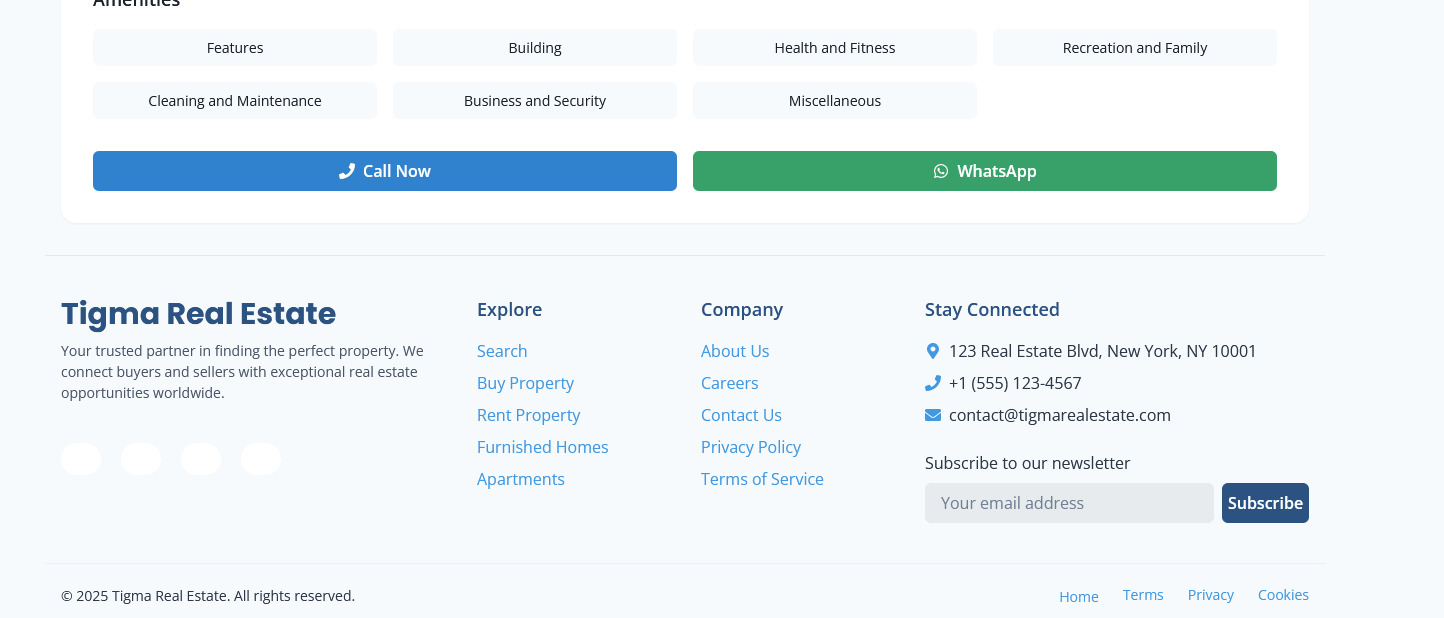 Amenities
Features
Building
Health and Fitness
Recreation and Family
Cleaning and Maintenance
Business and Security
Miscellaneous
Call Now
WhatsApp
Tigma Real Estate
Your trusted partner in finding the perfect property. We
connect buyers and sellers with exceptional real estate
opportunities worldwide.
Explore
Search
Buy Property
Rent Property
Furnished Homes
Apartments
Company
About Us
Careers
Contact Us
Privacy Policy
Terms of Service
Stay Connected
123 Real Estate Blvd, New York, NY 10001
+1 (555) 123-4567
contact@tigmarealestate.com
Subscribe to our newsletter
Your email address
Subscribe
© 2025 Tigma Real Estate. All rights reserved.
Home
Terms
Privacy
Cookies